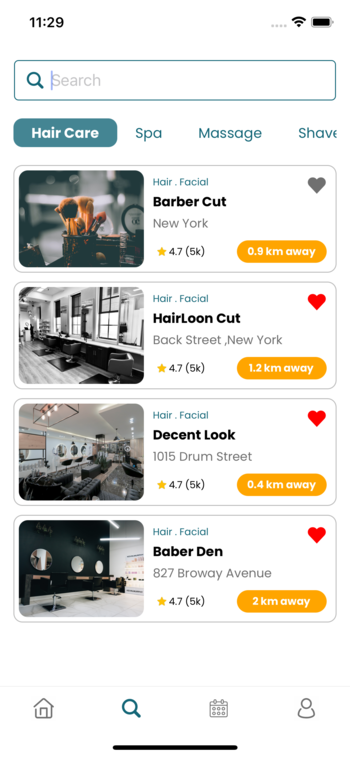 11:29
Search
Hair Care Spa Massage Shave
Hair . Facial
Barber Cut
New York
4.7 (5k) 0.9 km away
Hair . Facial
HairLoon Cut
Back Street ,New York
4.7 (5k) 1.2 km away
Hair . Facial
Decent Look
1015 Drum Street
4.7 (5k) 0.4 km away
Hair . Facial
Baber Den
827 Broway Avenue
4.7 (5k) 2 km away